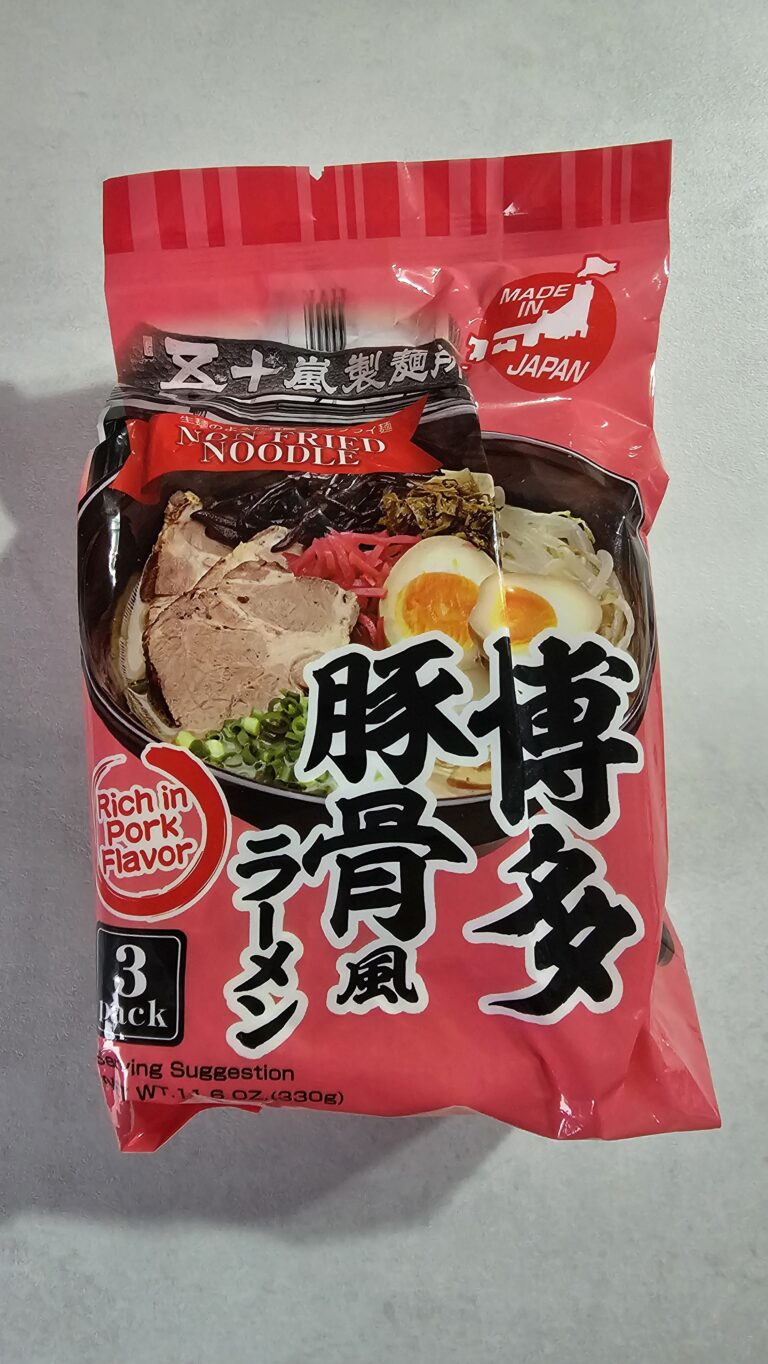 MADE
IN
JAPAN
五十嵐製麺
NON FRIED
NOODLE
博多
豚骨風
ラーメン
Rich in
Pork
Flavor
3
pack
Serving Suggestion
WT.11.6 OZ.(330g)